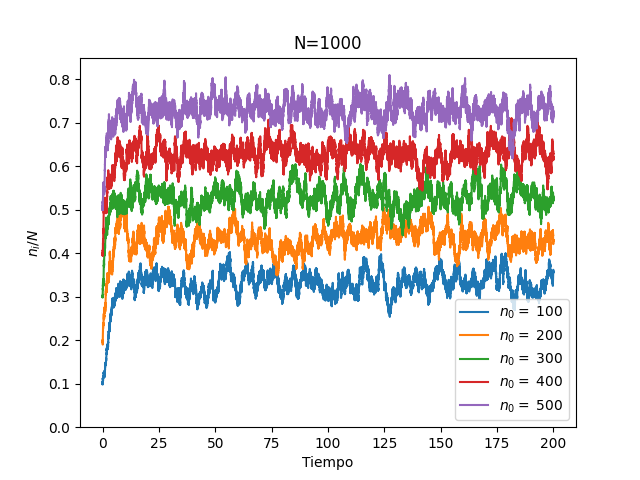 N=1000
0.8
0.7
0.6
0.5
0.4
0.3
0.2
0.1
0.0
n_i/N
0 25 50 75 100 125 150 175 200
Tiempo
n_0 = 100
n_0 = 200
n_0 = 300
n_0 = 400
n_0 = 500